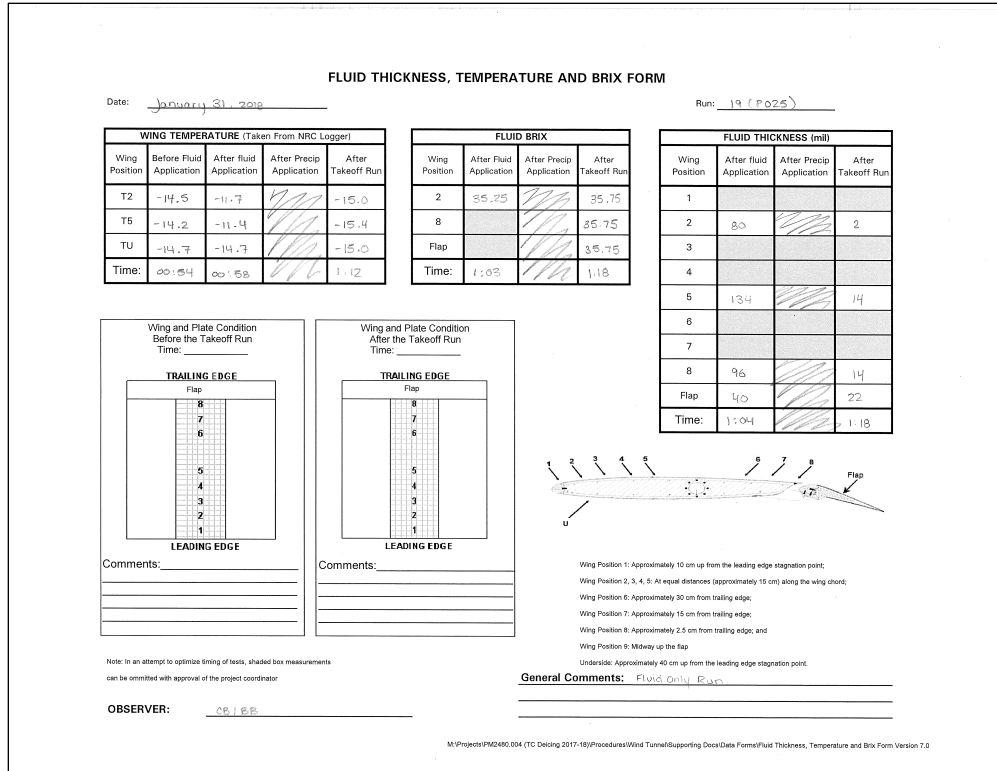 FLUID THICKNESS, TEMPERATURE AND BRIX FORM
Date: January 31, 2018
Run: 19 (P025)
WING TEMPERATURE (Taken From NRC Logger)
Wing Position Before Fluid Application After fluid Application After Precip Application After Takeoff Run
T2 -14.5 -11.7 -15.0
T5 -14.2 -11.4 -15.4
TU -14.7 -14.7 -15.0
Time: 00:54 00:58 1:12
FLUID BRIX
Wing Position After Fluid Application After Precip Application After Takeoff Run
2 35.25 35.75
8 35.75
Flap 35.75
Time: 1:03 1:18
FLUID THICKNESS (mil)
Wing Position After fluid Application After Precip Application After Takeoff Run
1
2 80 2
3
4
5 134 14
6
7
8 96 14
Flap 40 22
Time: 1:04 1:18
Wing and Plate Condition
Before the Takeoff Run
Time:
TRAILING EDGE
Flap
8
7
6
5
4
3
2
1
LEADING EDGE
Comments:
Wing and Plate Condition
After the Takeoff Run
Time:
TRAILING EDGE
Flap
8
7
6
5
4
3
2
1
LEADING EDGE
Comments:
1 2 3 4 5 6 7 8 Flap
U
Wing Position 1: Approximately 10 cm up from the leading edge stagnation point;
Wing Position 2, 3, 4, 5: At equal distances (approximately 15 cm) along the wing chord;
Wing Position 6: Approximately 30 cm from trailing edge;
Wing Position 7: Approximately 15 cm from trailing edge;
Wing Position 8: Approximately 2.5 cm from trailing edge; and
Wing Position 9: Midway up the flap
Underside: Approximately 40 cm up from the leading edge stagnation point.
Note: In an attempt to optimize timing of tests, shaded box measurements
can be ommitted with approval of the project coordinator
General Comments: Fluid Only Run
OBSERVER: CB/BB
M:\Projects\PM2480.004 (TC Deicing 2017-18)\Procedures\Wind Tunnel\Supporting Docs\Data Forms\Fluid Thickness, Temperature and Brix Form Version 7.0